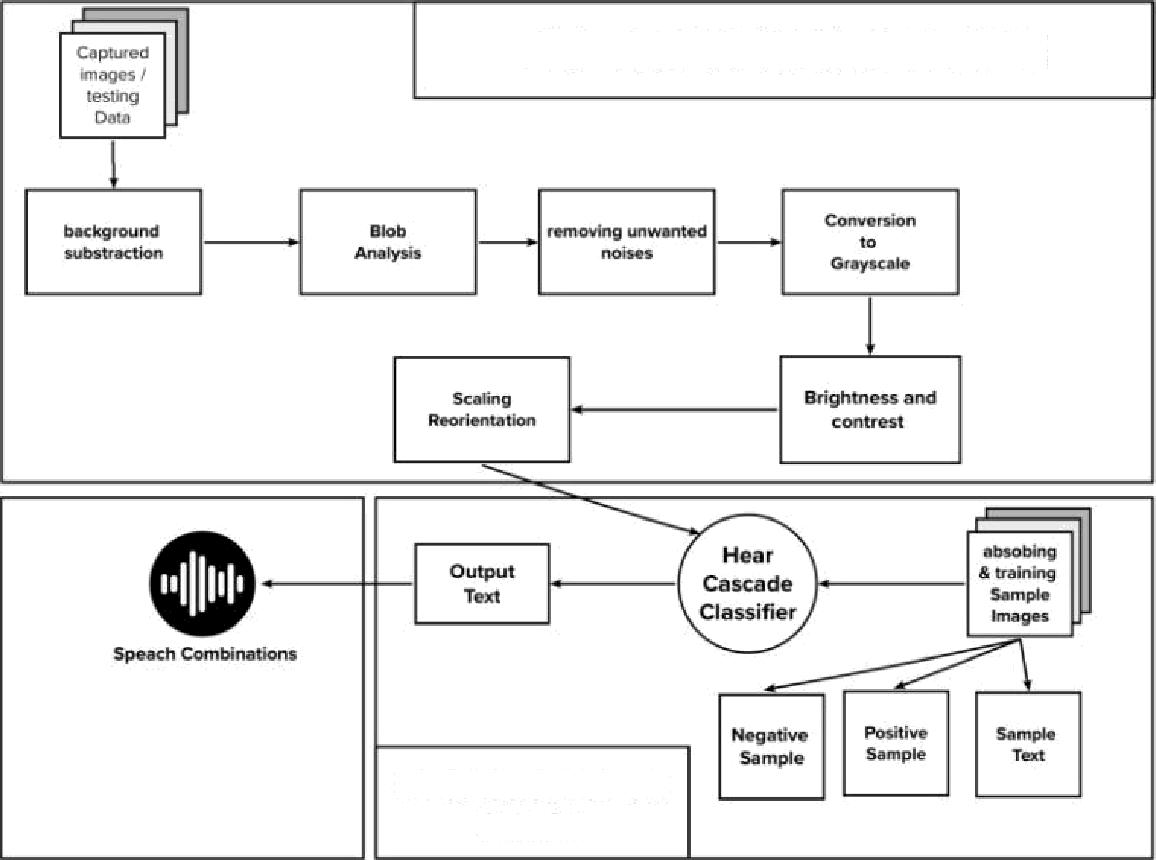 Captured
images /
testing
Data
background
substraction
Blob
Analysis
removing unwanted
noises
Conversion
to
Grayscale
Scaling
Reorientation
Brightness and
contrest
Speach Combinations
Output
Text
Hear
Cascade
Classifier
absobing
& training
Sample
Images
Negative
Sample
Positive
Sample
Sample
Text